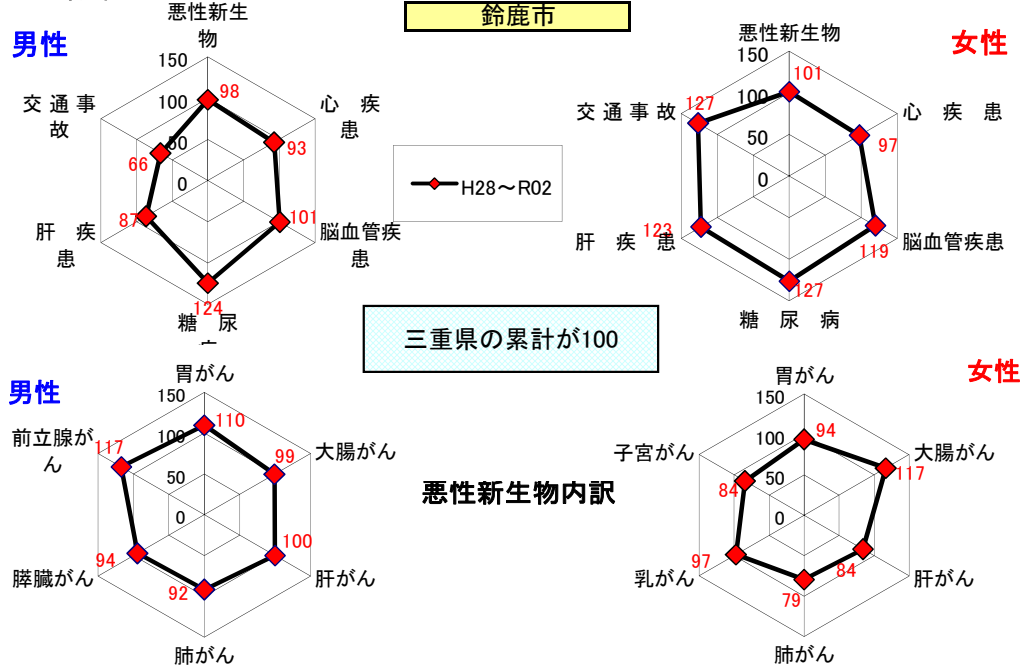 鈴鹿市
男性
悪性新生
物
150
100
50
0
98
心 疾
患
93
101
脳血管疾
患
124
糖 尿
87
肝 疾
患
66
交 通 事
故
H28～R02
女性
悪性新生物
150
100
50
0
101
心 疾 患
97
脳血管疾患
119
127
糖 尿 病
123
肝 疾 患
127
交 通 事 故
三重県の累計が100
男性
胃がん
150
100
50
0
110
大腸がん
99
100
肝がん
92
肺がん
94
膵臓がん
117
前立腺が
ん
悪性新生物内訳
女性
胃がん
150
100
50
0
94
大腸がん
117
84
肝がん
79
肺がん
97
乳がん
84
子宮がん